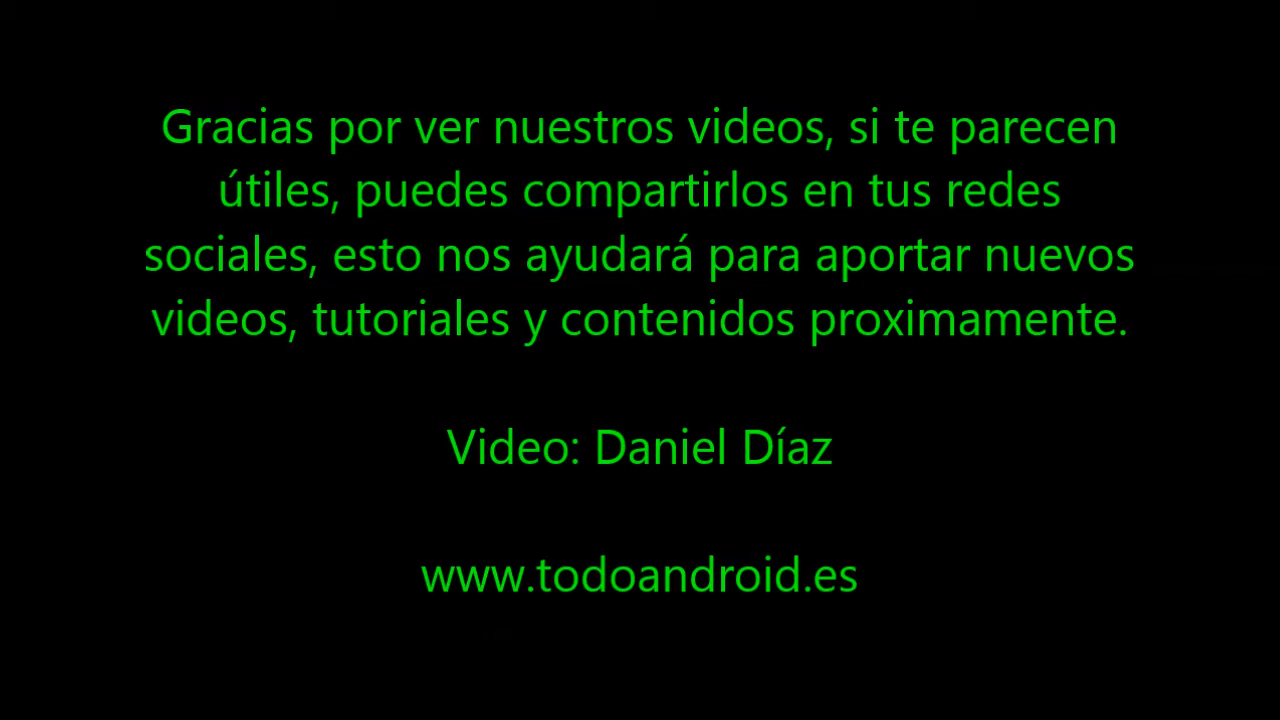 Gracias por ver nuestros videos, si te parecen
útiles, puedes compartirlos en tus redes
sociales, esto nos ayudará para aportar nuevos
videos, tutoriales y contenidos proximamente.
Video: Daniel Díaz
www.todoandroid.es